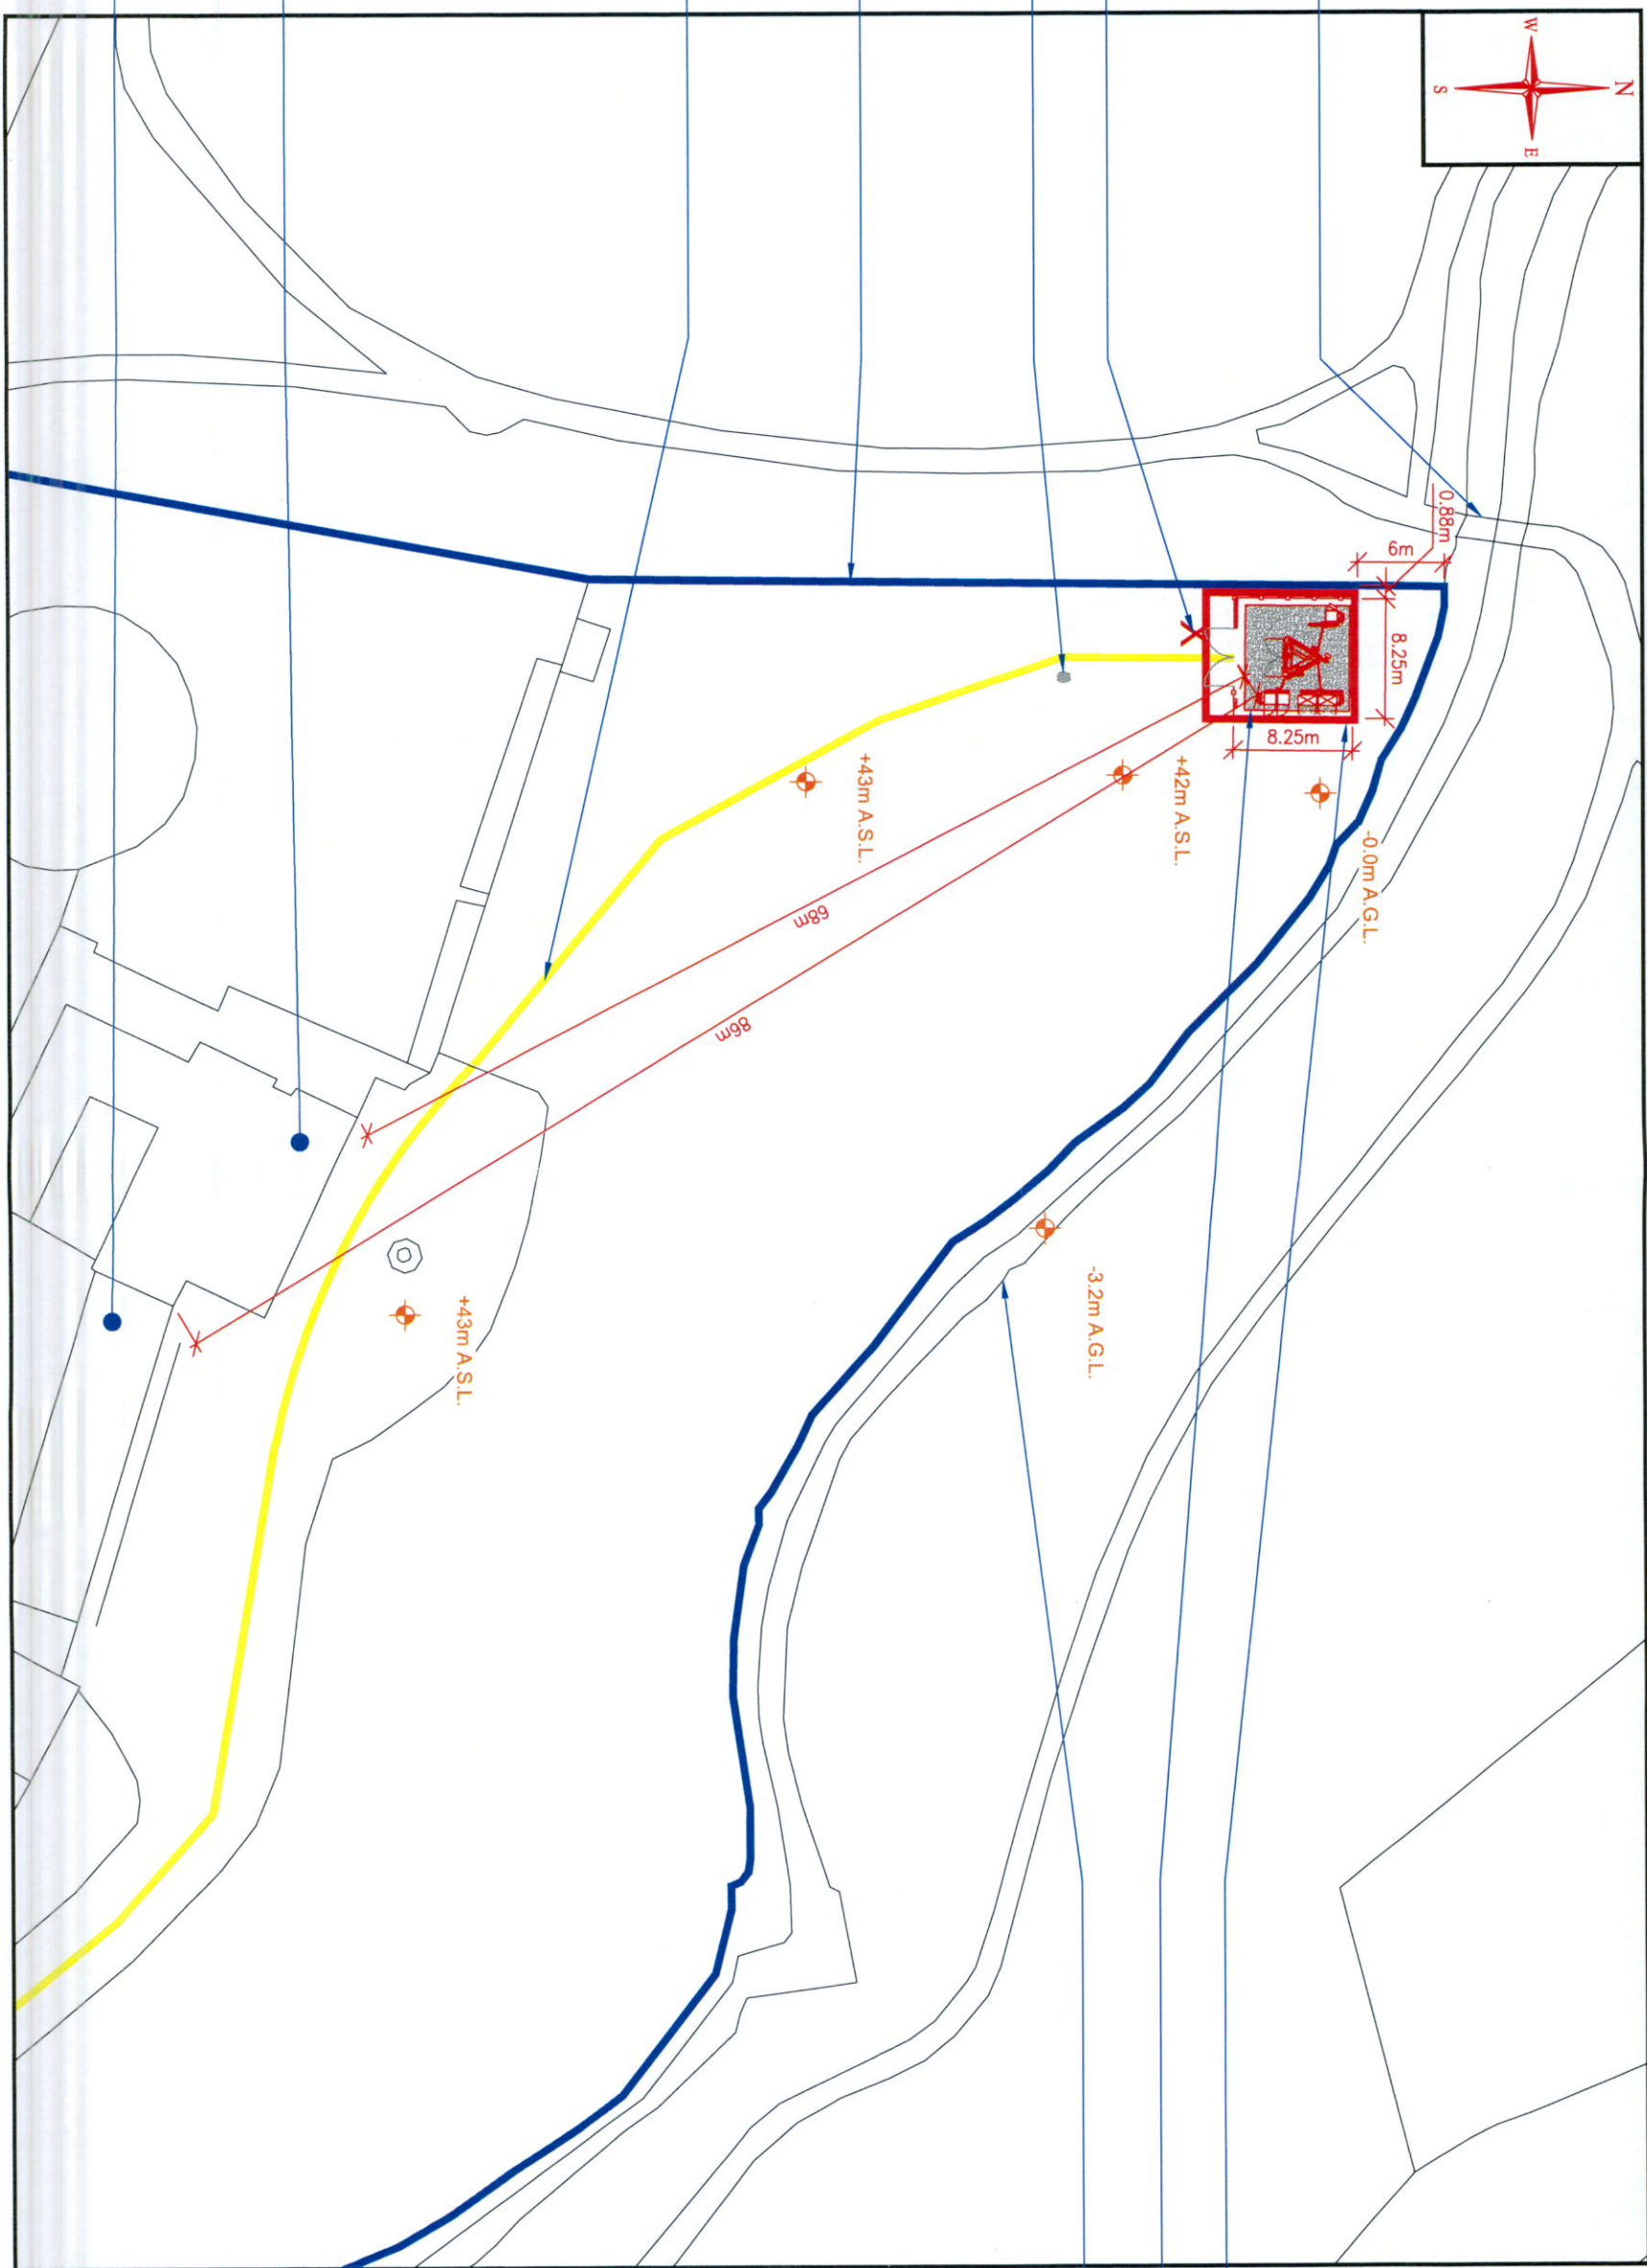 N
W
E
S
0.88m
6m
8.25m
8.25m
-0.0m A.G.L.
+42m A.S.L.
+43m A.S.L.
68m
86m
-3.2m A.G.L.
+43m A.S.L.